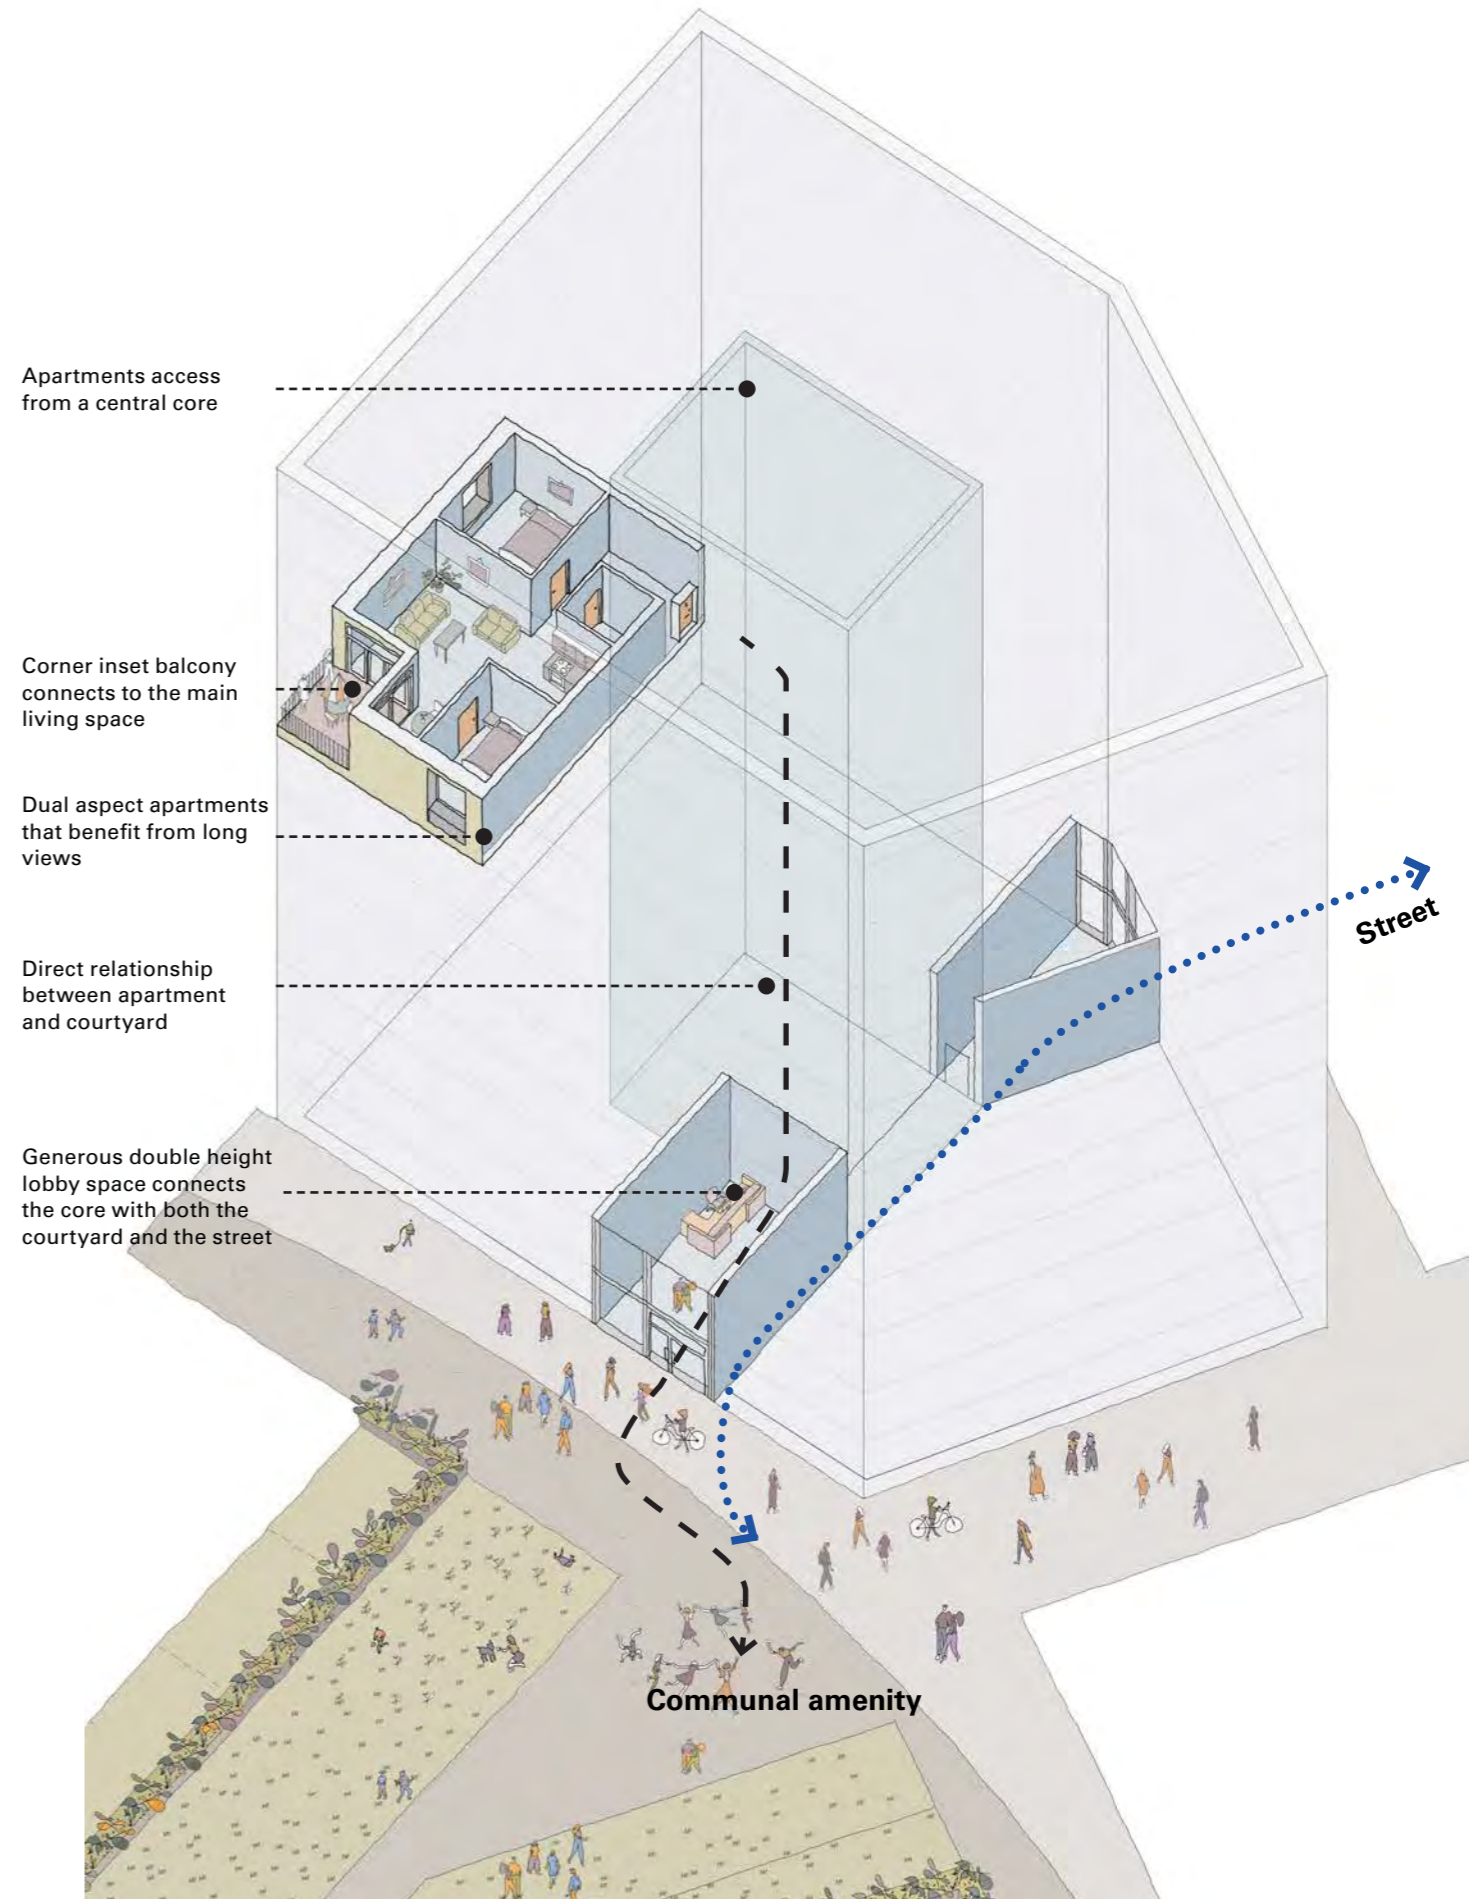 Apartments access
from a central core
Corner inset balcony
connects to the main
living space
Dual aspect apartments
that benefit from long
views
Street
Direct relationship
between apartment
and courtyard
Generous double height
lobby space connects
the core with both the
courtyard and the street
Communal amenity